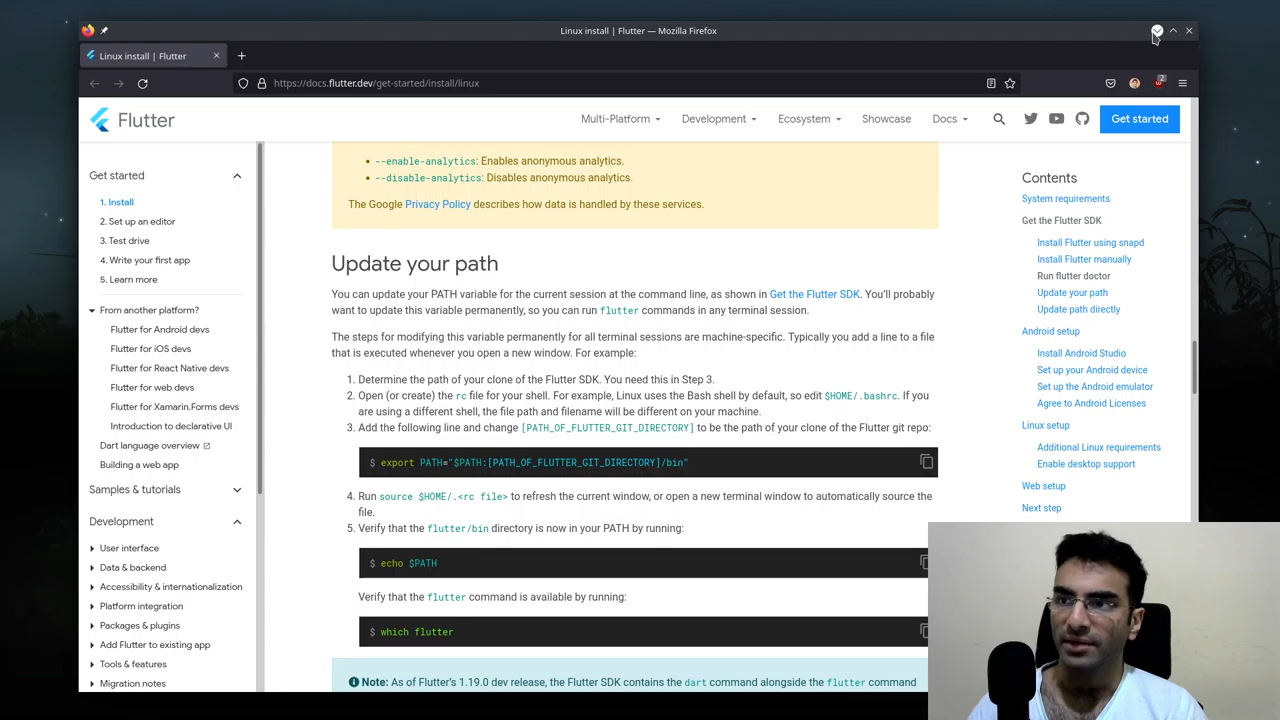 Linux install | Flutter — Mozilla Firefox
Linux install | Flutter
https://docs.flutter.dev/get-started/install/linux
2
Flutter
Multi-Platform
Development
Ecosystem
Showcase
Docs
Get started
Get started
1. Install
2. Set up an editor
3. Test drive
4. Write your first app
5. Learn more
From another platform?
Flutter for Android devs
Flutter for iOS devs
Flutter for React Native devs
Flutter for web devs
Flutter for Xamarin.Forms devs
Introduction to declarative UI
Dart language overview
Building a web app
Samples & tutorials
Development
User interface
Data & backend
Accessibility & internationalization
Platform integration
Packages & plugins
Add Flutter to existing app
Tools & features
Migration notes
• --enable-analytics: Enables anonymous analytics.
• --disable-analytics: Disables anonymous analytics.
The Google Privacy Policy describes how data is handled by these services.
Update your path
You can update your PATH variable for the current session at the command line, as shown in Get the Flutter SDK. You'll probably
want to update this variable permanently, so you can run flutter commands in any terminal session.
The steps for modifying this variable permanently for all terminal sessions are machine-specific. Typically you add a line to a file
that is executed whenever you open a new window. For example:
1. Determine the path of your clone of the Flutter SDK. You need this in Step 3.
2. Open (or create) the rc file for your shell. For example, Linux uses the Bash shell by default, so edit $HOME/.bashrc. If you
are using a different shell, the file path and filename will be different on your machine.
3. Add the following line and change [PATH_OF_FLUTTER_GIT_DIRECTORY] to be the path of your clone of the Flutter git repo:
$ export PATH="$PATH:[PATH_OF_FLUTTER_GIT_DIRECTORY]/bin"
4. Run source $HOME/.<rc file> to refresh the current window, or open a new terminal window to automatically source the
file.
5. Verify that the flutter/bin directory is now in your PATH by running:
$ echo $PATH
Verify that the flutter command is available by running:
$ which flutter
Note: As of Flutter's 1.19.0 dev release, the Flutter SDK contains the dart command alongside the flutter command
Contents
System requirements
Get the Flutter SDK
Install Flutter using snapd
Install Flutter manually
Run flutter doctor
Update your path
Update path directly
Android setup
Install Android Studio
Set up your Android device
Set up the Android emulator
Agree to Android Licenses
Linux setup
Additional Linux requirements
Enable desktop support
Web setup
Next step